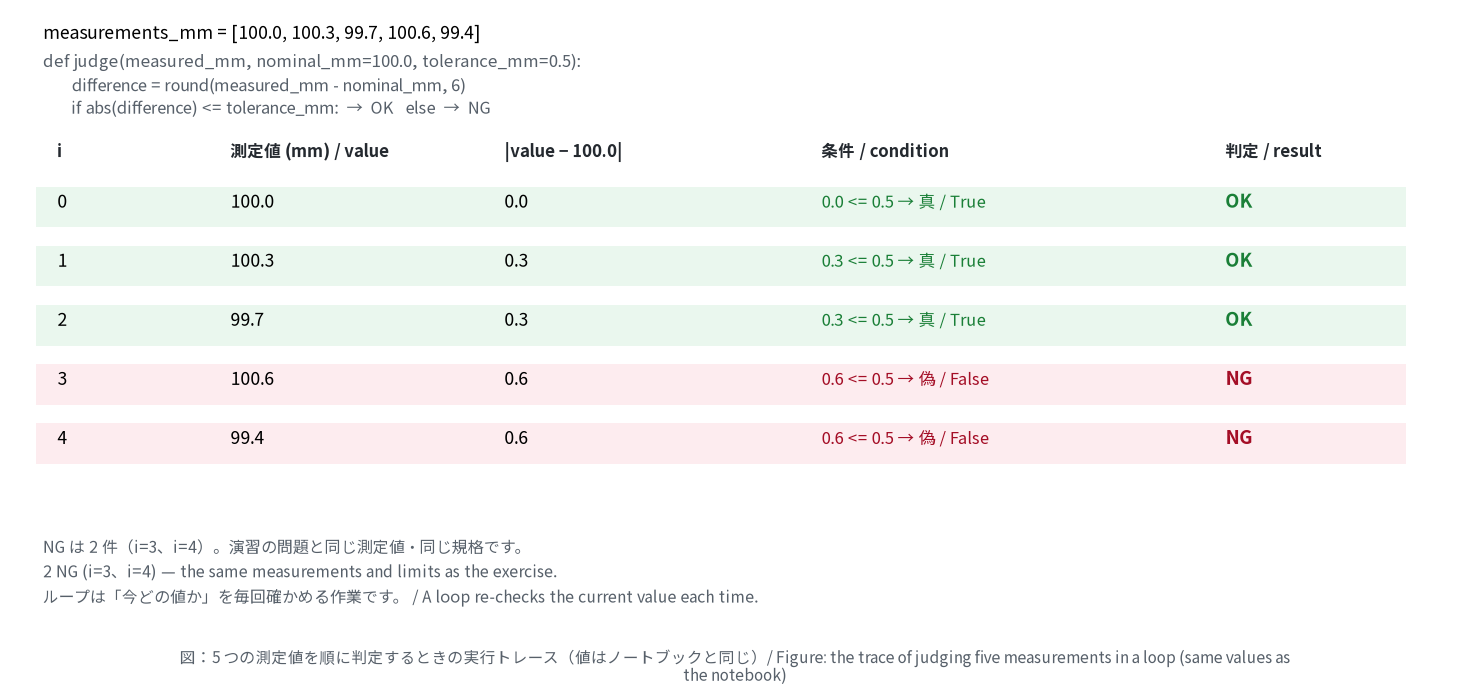 measurements_mm = [100.0, 100.3, 99.7, 100.6, 99.4]
def judge(measured_mm, nominal_mm=100.0, tolerance_mm=0.5):
difference = round(measured_mm - nominal_mm, 6)
if abs(difference) <= tolerance_mm: → OK else → NG
i 測定値 (mm) / value |value − 100.0| 条件 / condition 判定 / result
0 100.0 0.0 0.0 <= 0.5 → 真 / True OK
1 100.3 0.3 0.3 <= 0.5 → 真 / True OK
2 99.7 0.3 0.3 <= 0.5 → 真 / True OK
3 100.6 0.6 0.6 <= 0.5 → 偽 / False NG
4 99.4 0.6 0.6 <= 0.5 → 偽 / False NG
NG は 2 件（i=3、i=4）。演習の問題と同じ測定値・同じ規格です。
2 NG (i=3、i=4) — the same measurements and limits as the exercise.
ループは「今どの値か」を毎回確かめる作業です。 / A loop re-checks the current value each time.
図：5 つの測定値を順に判定するときの実行トレース（値はノートブックと同じ）/ Figure: the trace of judging five measurements in a loop (same values as
the notebook)